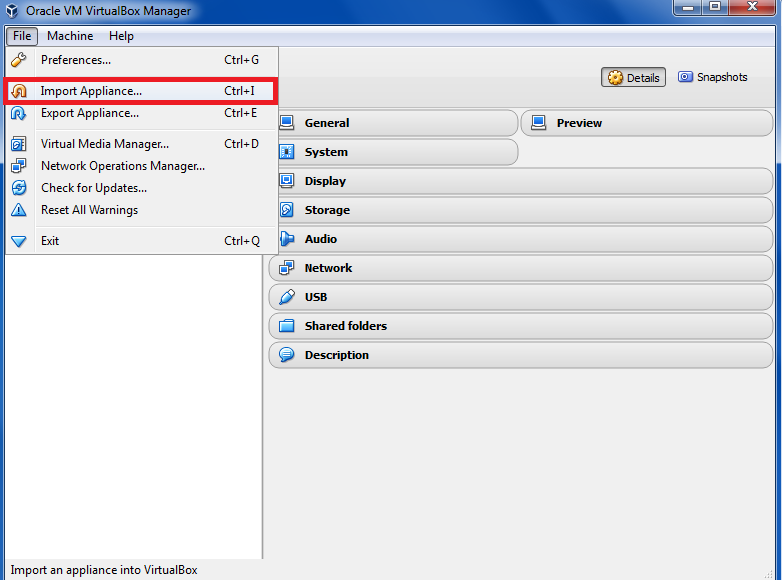 Oracle VM VirtualBox Manager
File Machine Help
Preferences... Ctrl+G
Import Appliance... Ctrl+I
Export Appliance... Ctrl+E
Virtual Media Manager... Ctrl+D
Network Operations Manager...
Check for Updates...
Reset All Warnings
Exit Ctrl+Q
Details Snapshots
General Preview
System
Display
Storage
Audio
Network
USB
Shared folders
Description
Import an appliance into VirtualBox